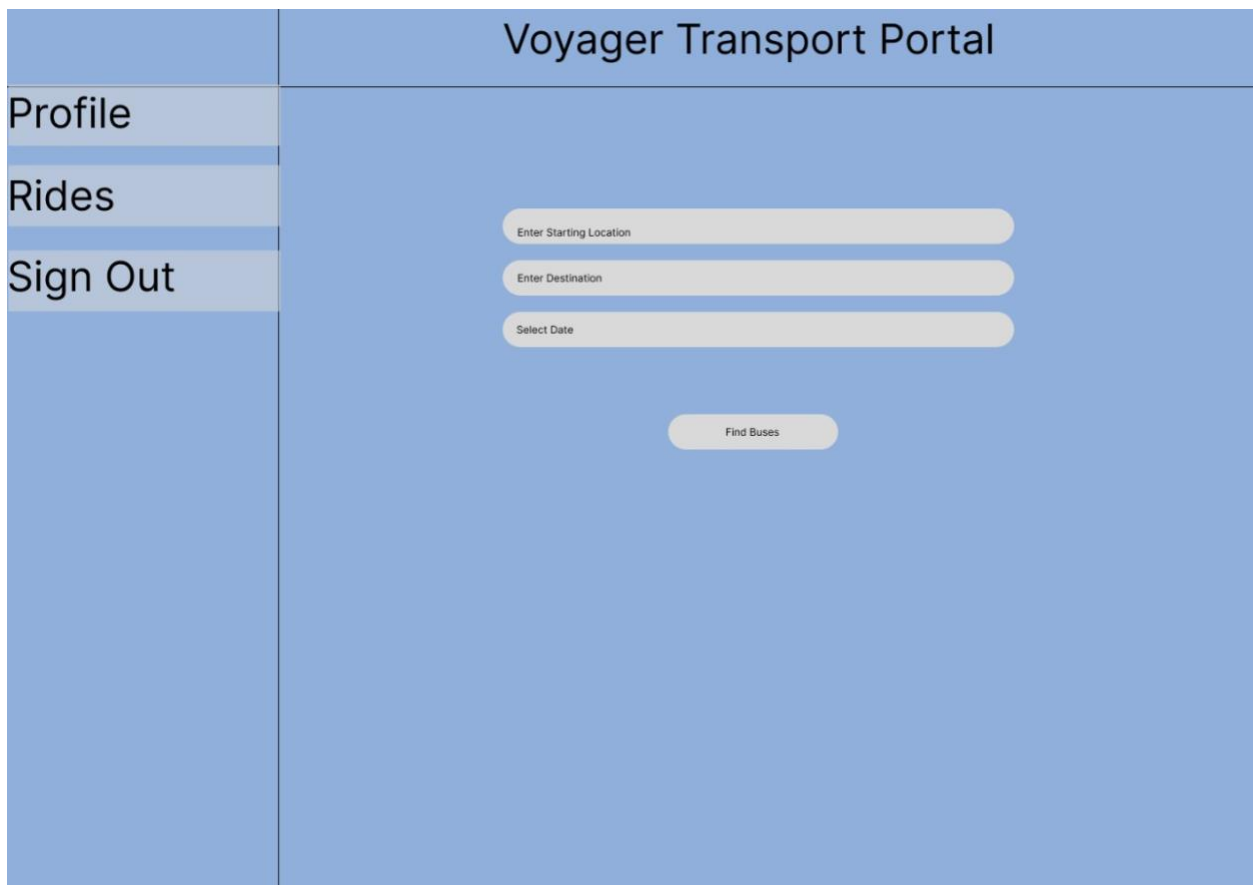 Voyager Transport Portal
Profile
Rides
Sign Out
Enter Starting Location
Enter Destination
Select Date
Find Buses